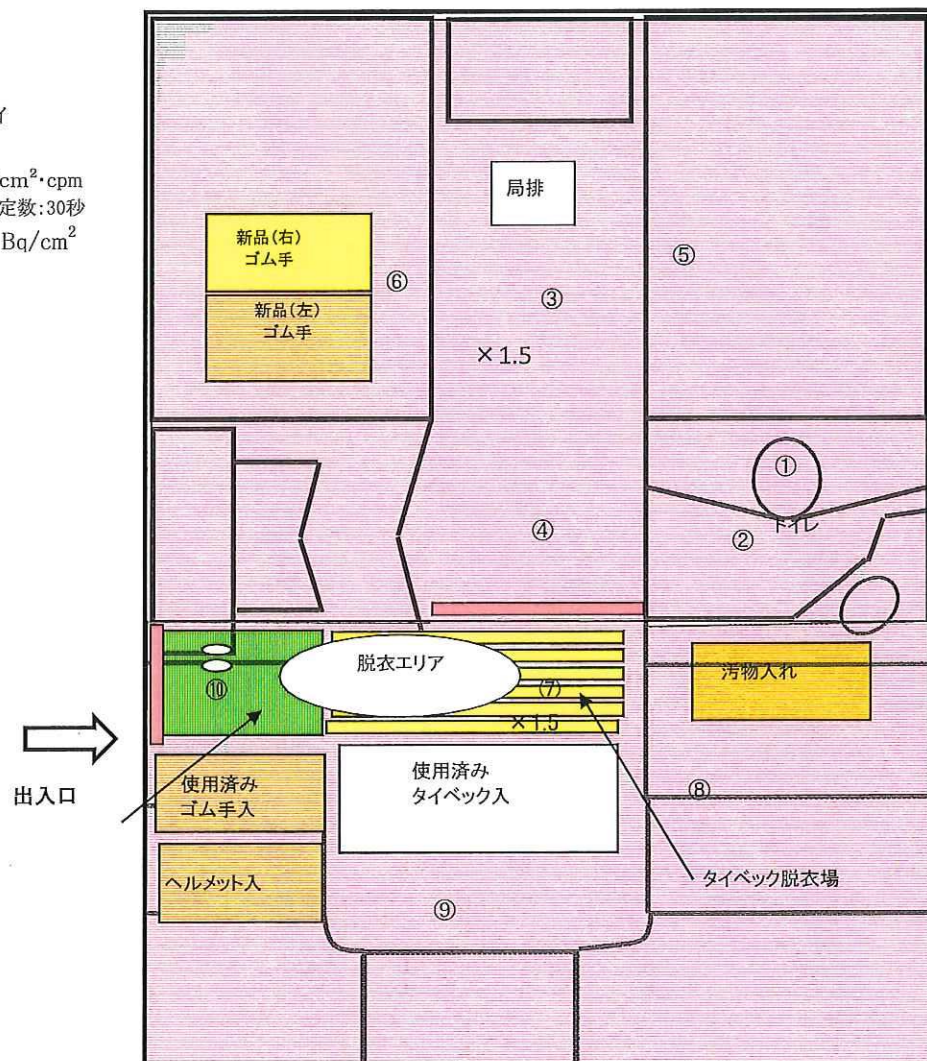 イ
cm²・cpm
定数:30秒
Bq/cm²
局排
新品(右)
ゴム手
新品(左)
ゴム手
⑥
③
⑤
×1.5
①
④
②
トイレ
脱衣エリア
⑩
⑦
汚物入れ
×1.5
出入口
使用済み
ゴム手入
使用済み
タイベック入
⑧
ヘルメット入
タイベック脱衣場
⑨